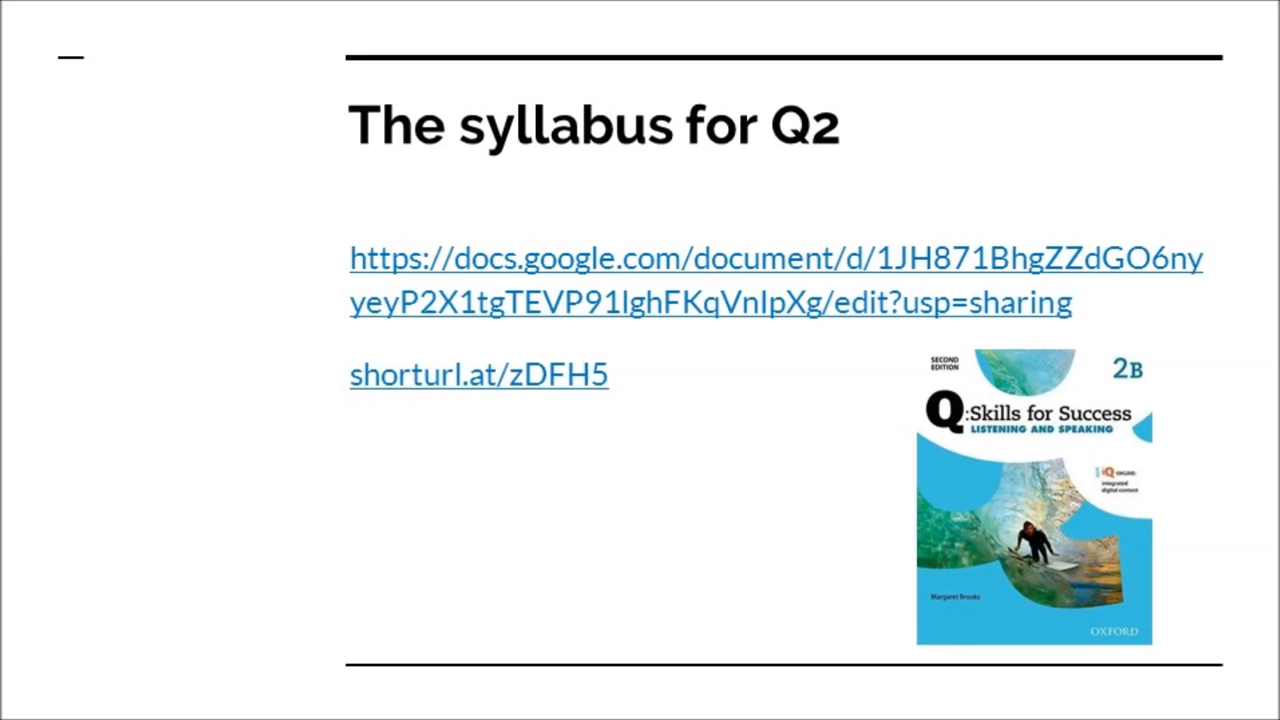 The syllabus for Q2
https://docs.google.com/document/d/1JH871BhgZZdGO6ny
yeyP2X1tgTEVP91lghFKqVnlpXg/edit?usp=sharing
shorturl.at/zDFH5
SECOND
EDITION
2B
Q:Skills for Success
LISTENING AND SPEAKING
iQ ONLINE:
integrated
digital content
Margaret Brooks
OXFORD